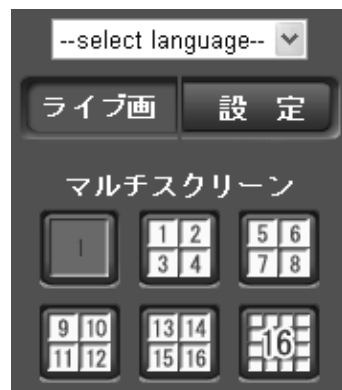 --select language--
ライブ画 設 定
マルチスクリーン
1 1 2 5 6
3 4 7 8
9 10 13 14 16
11 12 15 16